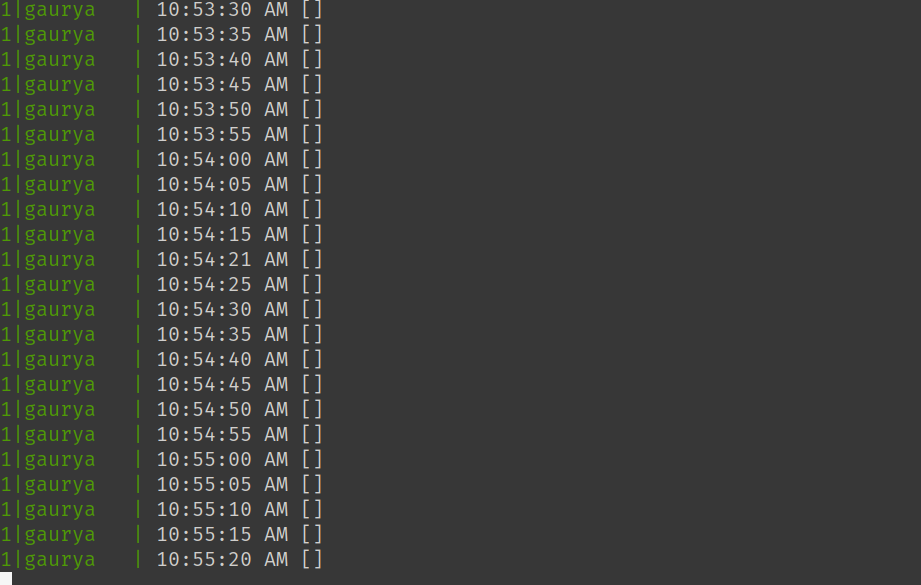 1|gaurya   | 10:53:30 AM []
1|gaurya   | 10:53:35 AM []
1|gaurya   | 10:53:40 AM []
1|gaurya   | 10:53:45 AM []
1|gaurya   | 10:53:50 AM []
1|gaurya   | 10:53:55 AM []
1|gaurya   | 10:54:00 AM []
1|gaurya   | 10:54:05 AM []
1|gaurya   | 10:54:10 AM []
1|gaurya   | 10:54:15 AM []
1|gaurya   | 10:54:21 AM []
1|gaurya   | 10:54:25 AM []
1|gaurya   | 10:54:30 AM []
1|gaurya   | 10:54:35 AM []
1|gaurya   | 10:54:40 AM []
1|gaurya   | 10:54:45 AM []
1|gaurya   | 10:54:50 AM []
1|gaurya   | 10:54:55 AM []
1|gaurya   | 10:55:00 AM []
1|gaurya   | 10:55:05 AM []
1|gaurya   | 10:55:10 AM []
1|gaurya   | 10:55:15 AM []
1|gaurya   | 10:55:20 AM []